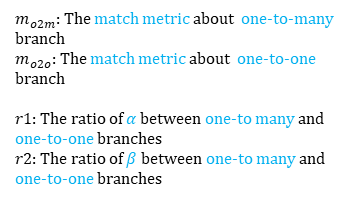 m_{o2m}: The match metric about one-to-many
branch
m_{o2o}: The match metric about one-to-one
branch
r1: The ratio of α between one-to many and
one-to-one branches
r2: The ratio of β between one-to many and
one-to-one branches